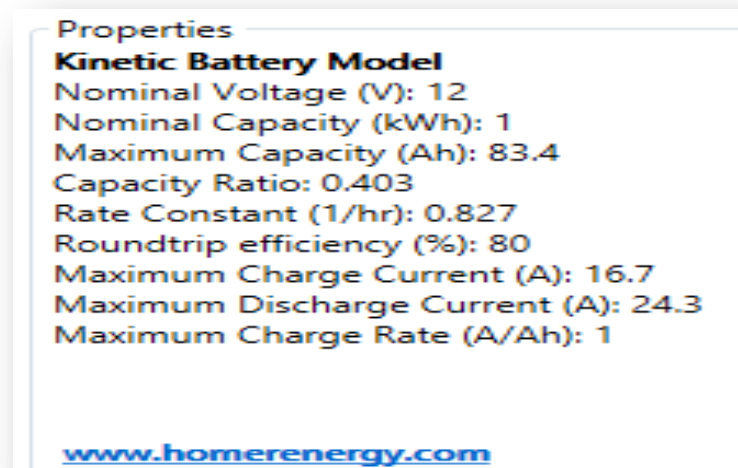 Properties
Kinetic Battery Model
Nominal Voltage (V): 12
Nominal Capacity (kWh): 1
Maximum Capacity (Ah): 83.4
Capacity Ratio: 0.403
Rate Constant (1/hr): 0.827
Roundtrip efficiency (%): 80
Maximum Charge Current (A): 16.7
Maximum Discharge Current (A): 24.3
Maximum Charge Rate (A/Ah): 1
www.homerenergy.com